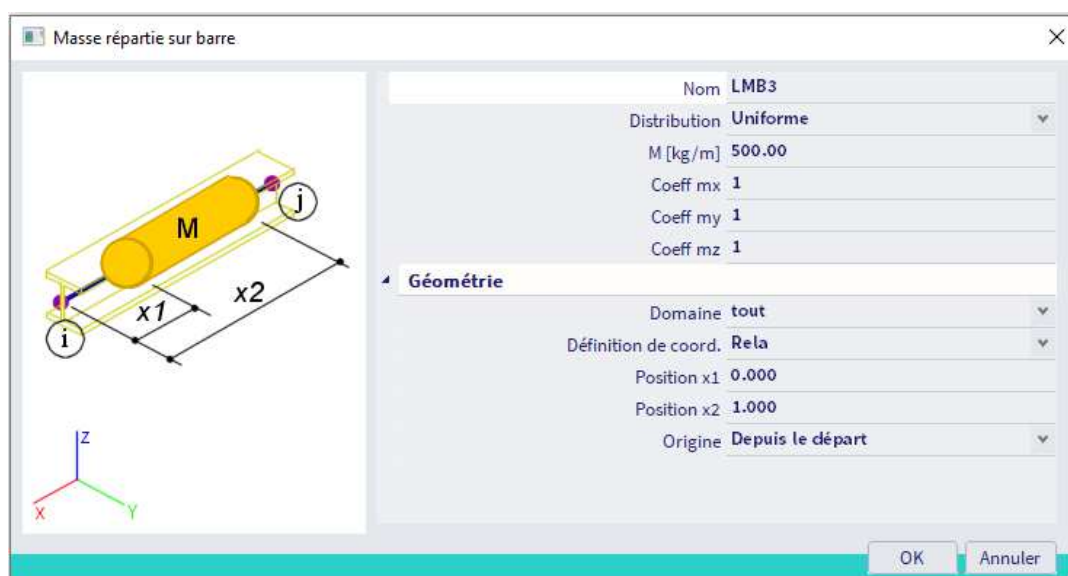 Masse répartie sur barre
Nom LMB3
Distribution Uniforme
M [kg/m] 500.00
Coeff mx 1
Coeff my 1
Coeff mz 1
Géométrie
Domaine tout
Définition de coord. Rela
Position x1 0.000
Position x2 1.000
Origine Depuis le départ
M
j
x1
x2
i
Z
X
Y
OK
Annuler